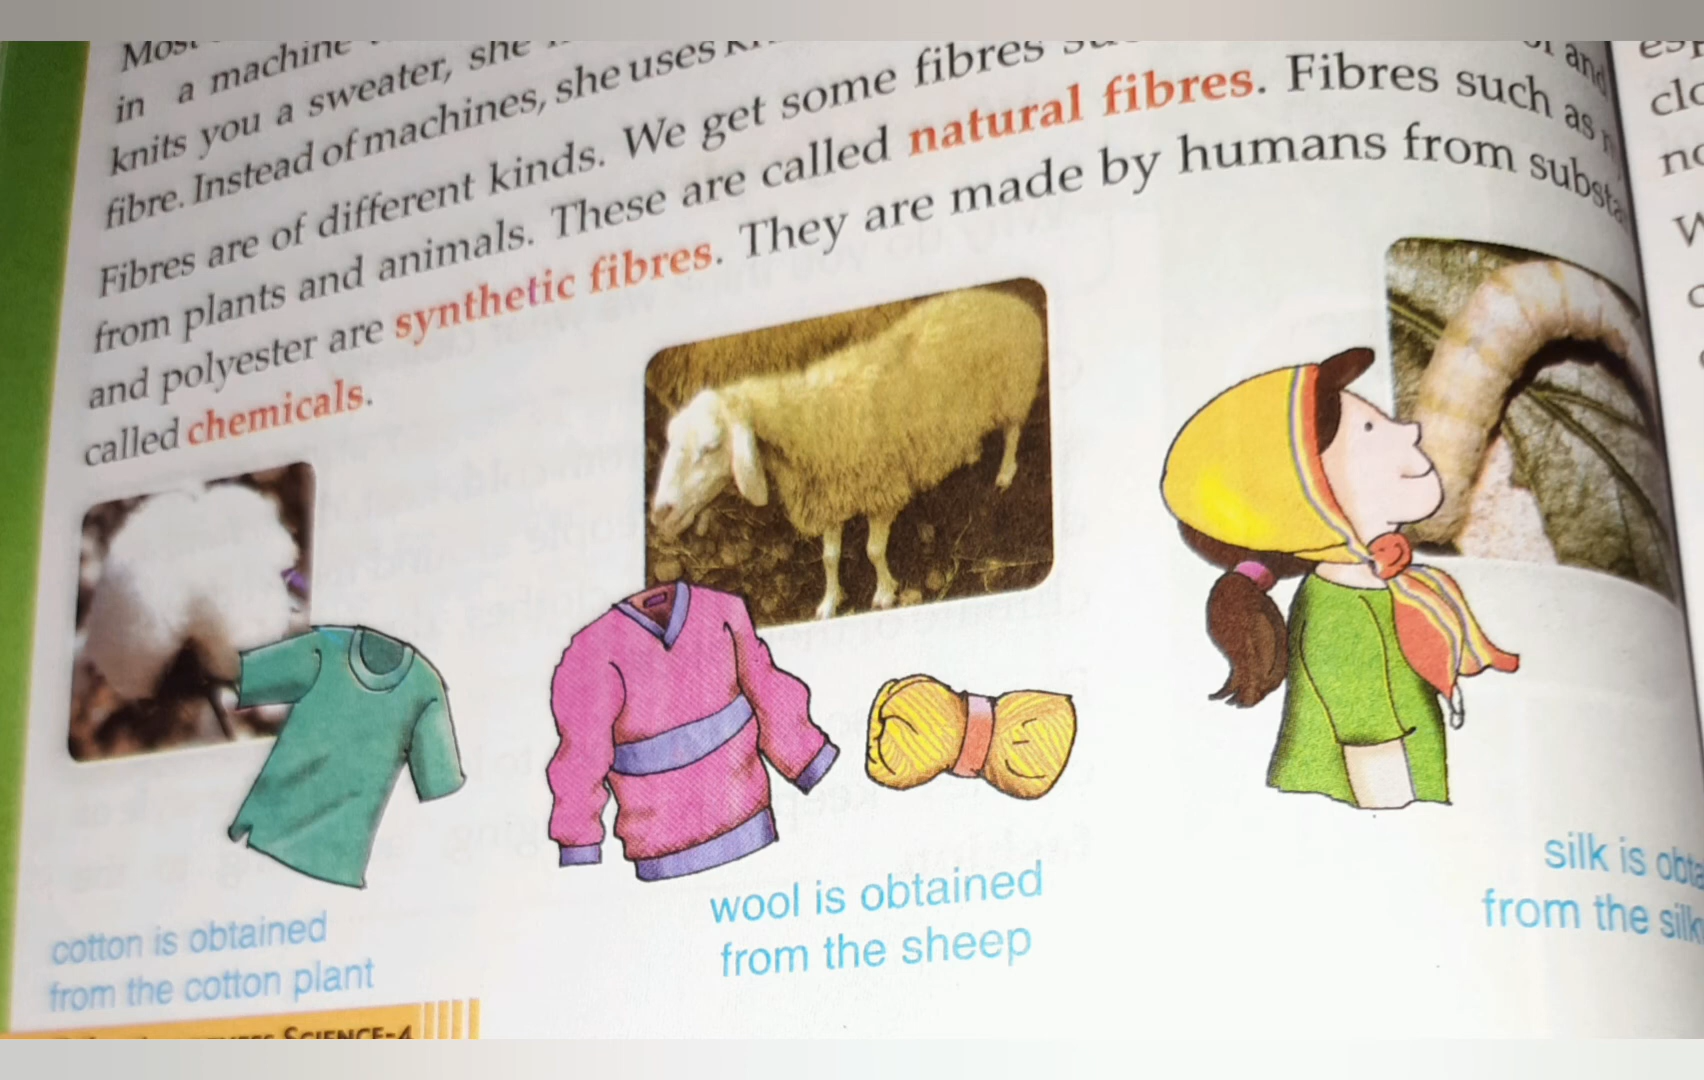 in a machine
knits you a sweater, she
fibre. Instead of machines, she uses
Fibres are of different kinds. We get some fibres
from plants and animals. These are called natural fibres. Fibres such as
and polyester are synthetic fibres. They are made by humans from
called chemicals.
cotton is obtained
from the cotton plant
wool is obtained
from the sheep
silk is
from the
SCIENCE-4